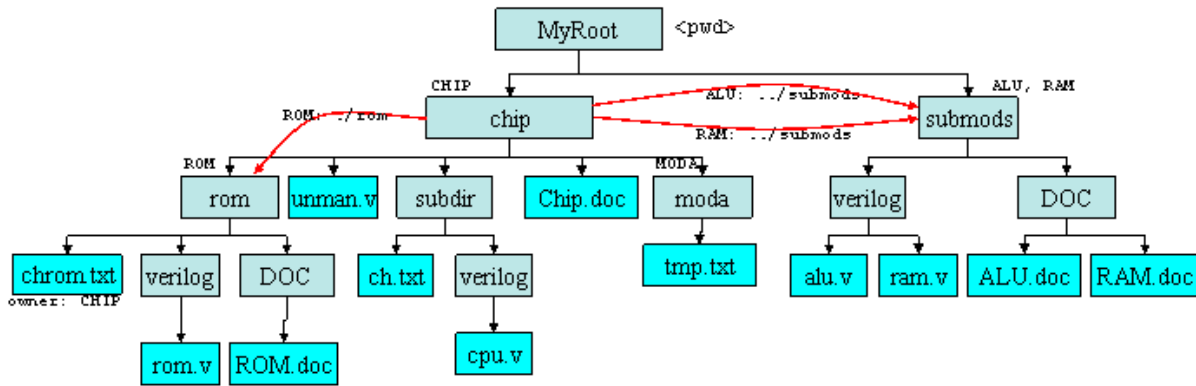 MyRoot <pwd>
CHIP
ALU, RAM
ALU: ../submods
ROM: ./rom
chip
submods
RAM: ../submods
ROM
MODA
rom
unman.v
subdir
Chip.doc
moda
verilog
DOC
chrom.txt
verilog
DOC
ch.txt
verilog
tmp.txt
alu.v
ram.v
ALU.doc
RAM.doc
owner: CHIP
rom.v
ROM.doc
cpu.v